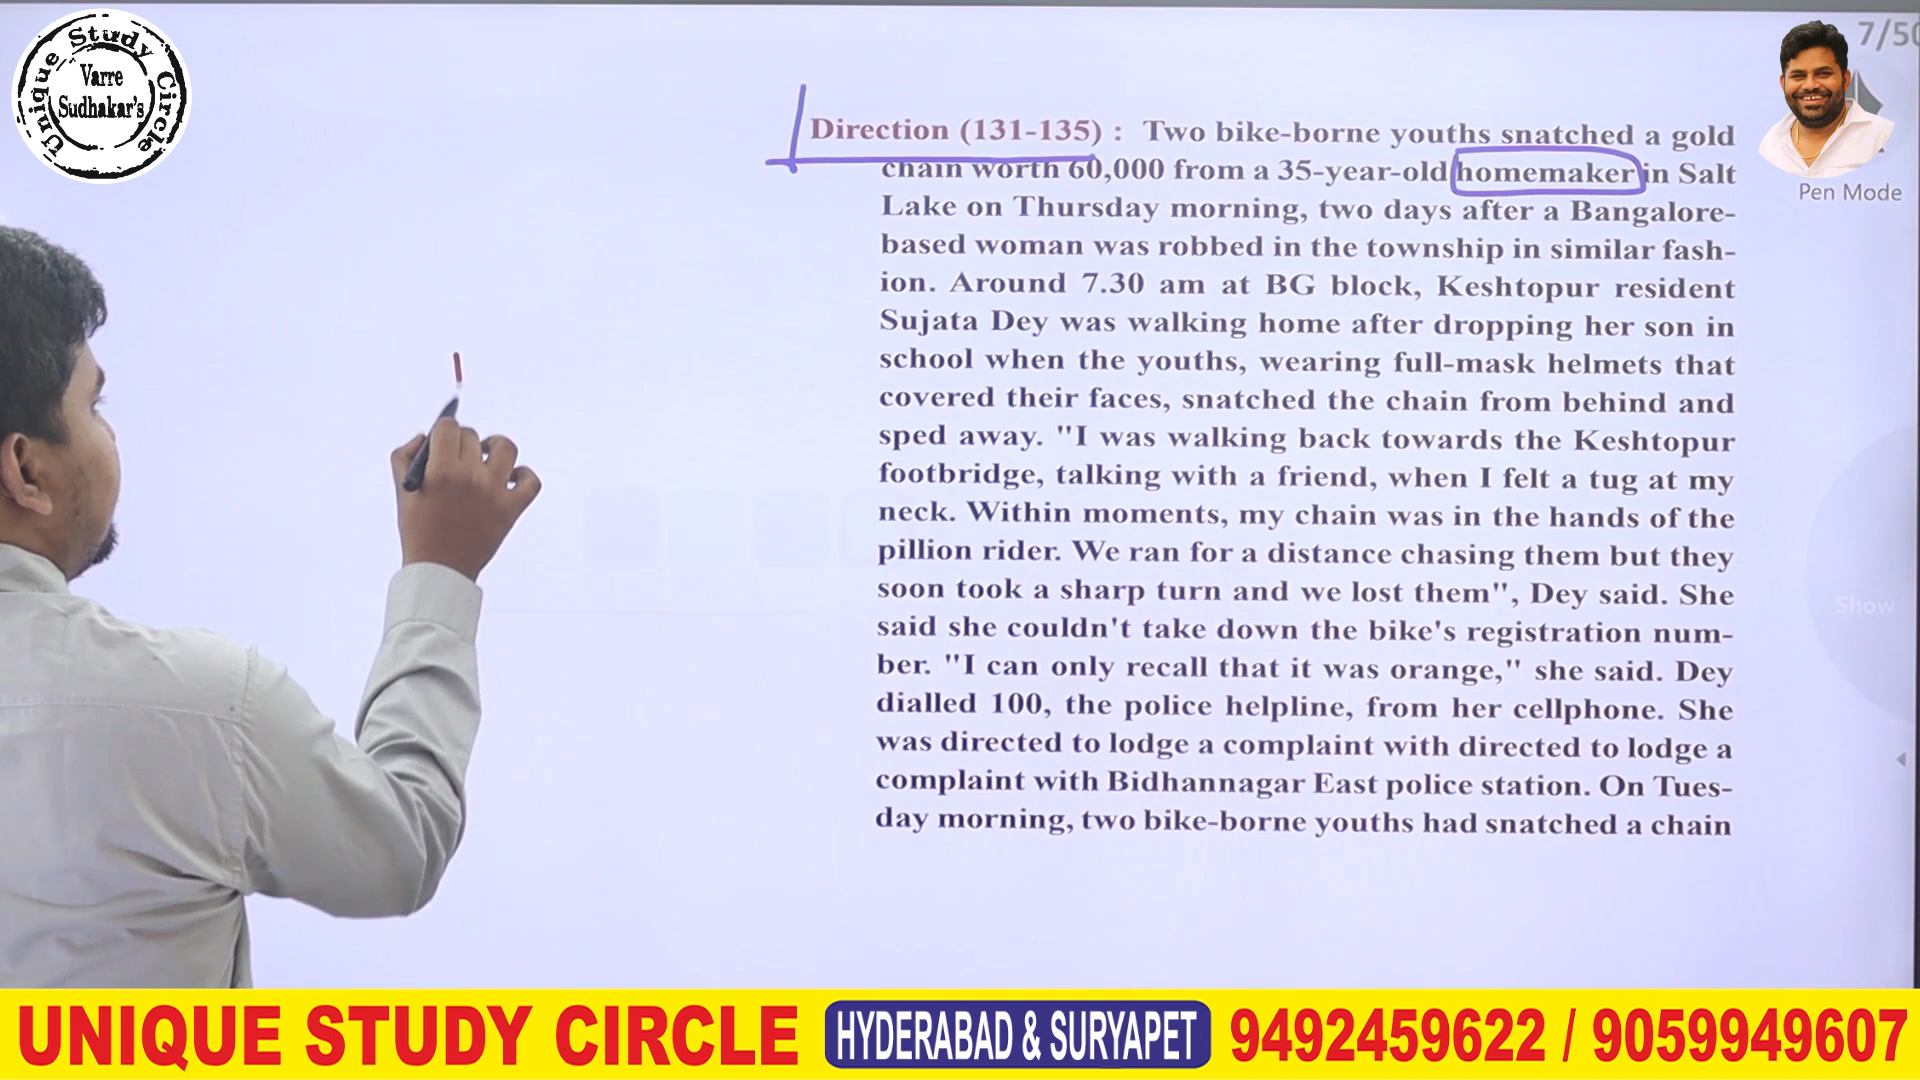 Unique Study Circle
Varre
Sudhakar's
7/50
Pen Mode
Direction (131-135) : Two bike-borne youths snatched a gold
chain worth 60,000 from a 35-year-old homemaker in Salt
Lake on Thursday morning, two days after a Bangalore-
based woman was robbed in the township in similar fash-
ion. Around 7.30 am at BG block, Keshtopur resident
Sujata Dey was walking home after dropping her son in
school when the youths, wearing full-mask helmets that
covered their faces, snatched the chain from behind and
sped away. "I was walking back towards the Keshtopur
footbridge, talking with a friend, when I felt a tug at my
neck. Within moments, my chain was in the hands of the
pillion rider. We ran for a distance chasing them but they
soon took a sharp turn and we lost them", Dey said. She
said she couldn't take down the bike's registration num-
ber. "I can only recall that it was orange," she said. Dey
dialled 100, the police helpline, from her cellphone. She
was directed to lodge a complaint with directed to lodge a
complaint with Bidhannagar East police station. On Tues-
day morning, two bike-borne youths had snatched a chain
Show
UNIQUE STUDY CIRCLE HYDERABAD & SURYAPET 9492459622 / 9059949607